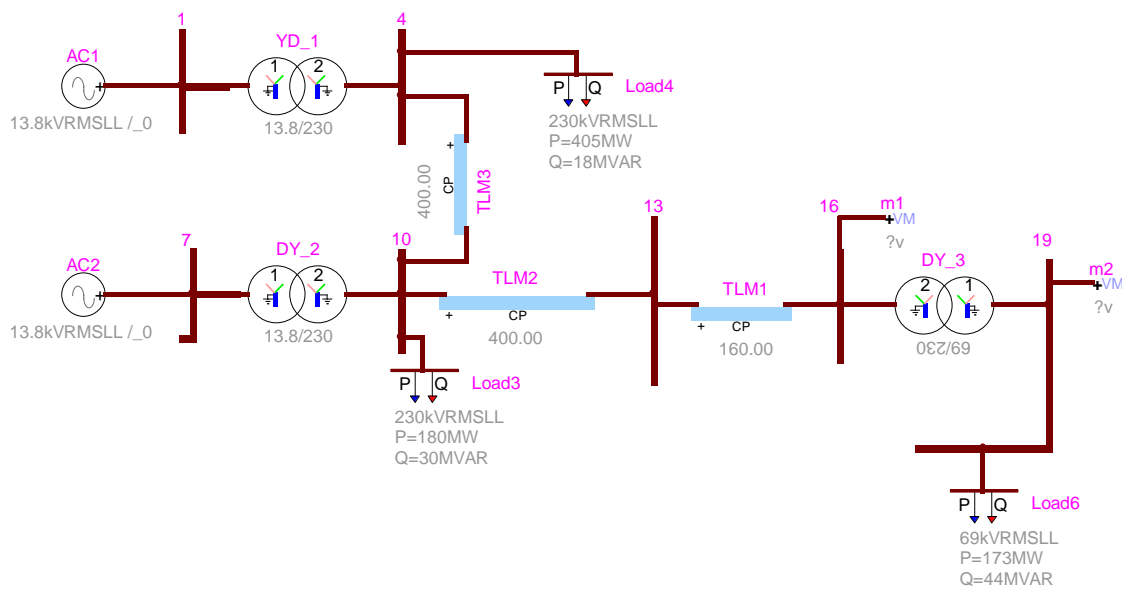 1
4
AC1
YD_1
1 2
+
13.8kVRMSLL /_0
13.8/230
P Q
Load4
230kVRMSLL
P=405MW
Q=18MVAR
+
CP
400.00
TLM3
7
10
13
16
m1
+VM
?v
19
AC2
DY_2
1 2
+
13.8kVRMSLL /_0
13.8/230
TLM2
+ CP
400.00
TLM1
+ CP
160.00
DY_3
2 1
69/230
m2
+VM
?v
P Q
Load3
230kVRMSLL
P=180MW
Q=30MVAR
P Q
Load6
69kVRMSLL
P=173MW
Q=44MVAR